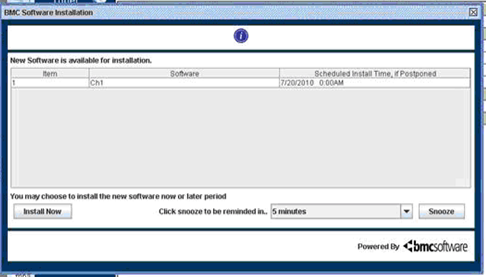 BMC Software Installation
New Software is available for installation.
Item Software Scheduled Install Time, if Postponed
1 Ch1 7/20/2010 0:00AM
You may choose to install the new software now or later period
Install Now Click snooze to be reminded in.. 5 minutes Snooze
Powered By bmcsoftware